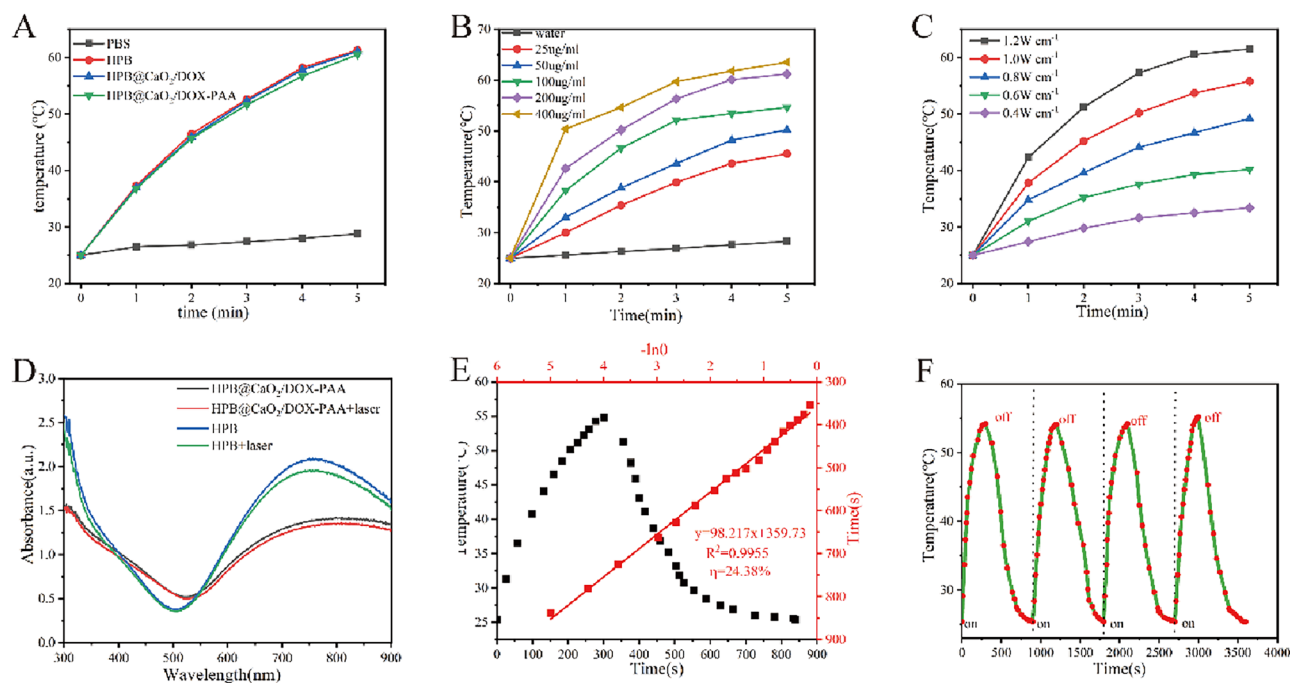 A
PBS
HPB
HPB@CaO₂/DOX
HPB@CaO₂/DOX-PAA
temperature (℃)
60
50
40
30
20
0 1 2 3 4 5
time (min)
B
water
25ug/ml
50ug/ml
100ug/ml
200ug/ml
400ug/ml
Temperature(℃)
70
60
50
40
30
20
0 1 2 3 4 5
Time(min)
C
1.2W cm⁻¹
1.0W cm⁻¹
0.8W cm⁻¹
0.6W cm⁻¹
0.4W cm⁻¹
Temperature(℃)
60
50
40
30
20
0 1 2 3 4 5
Time(min)
D
HPB@CaO₂/DOX-PAA
HPB@CaO₂/DOX-PAA+laser
HPB
HPB+laser
Absorbance(a.u.)
3.0
2.5
2.0
1.5
1.0
0.5
0.0
300 400 500 600 700 800 900
Wavelength(nm)
E
-ln0
6 5 4 3 2 1 0
Temperature(℃)
60
55
50
45
40
35
30
25
300
400
500
600
700
800
900
Time(s)
y=98.217x+359.73
R²=0.9955
η=24.38%
0 100 200 300 400 500 600 700 800 900
Time(s)
F
Temperature(℃)
60
50
40
30
off off off off
on on on on
0 500 1000 1500 2000 2500 3000 3500 4000
Time(s)